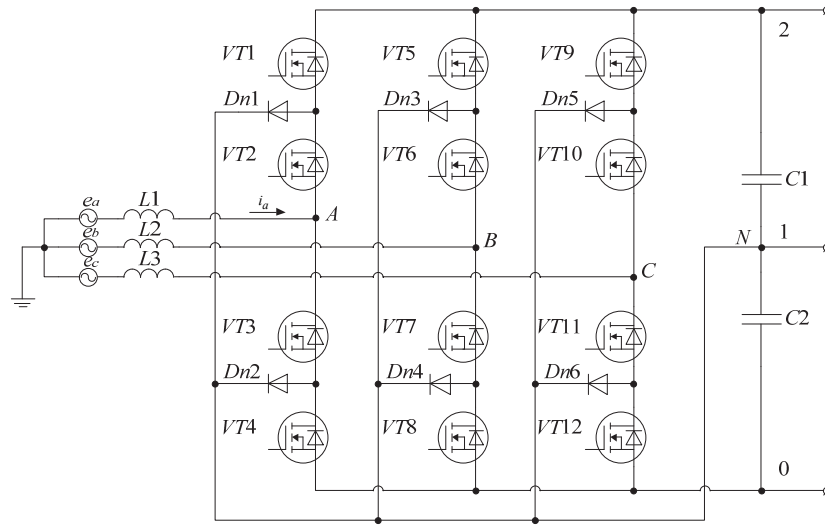 2
VT1 VT5 VT9
Dn1 Dn3 Dn5
VT2 VT6 VT10
C1
ea L1 ia A
eb L2 B N 1
ec L3 C
C2
VT3 VT7 VT11
Dn2 Dn4 Dn6
VT4 VT8 VT12
0